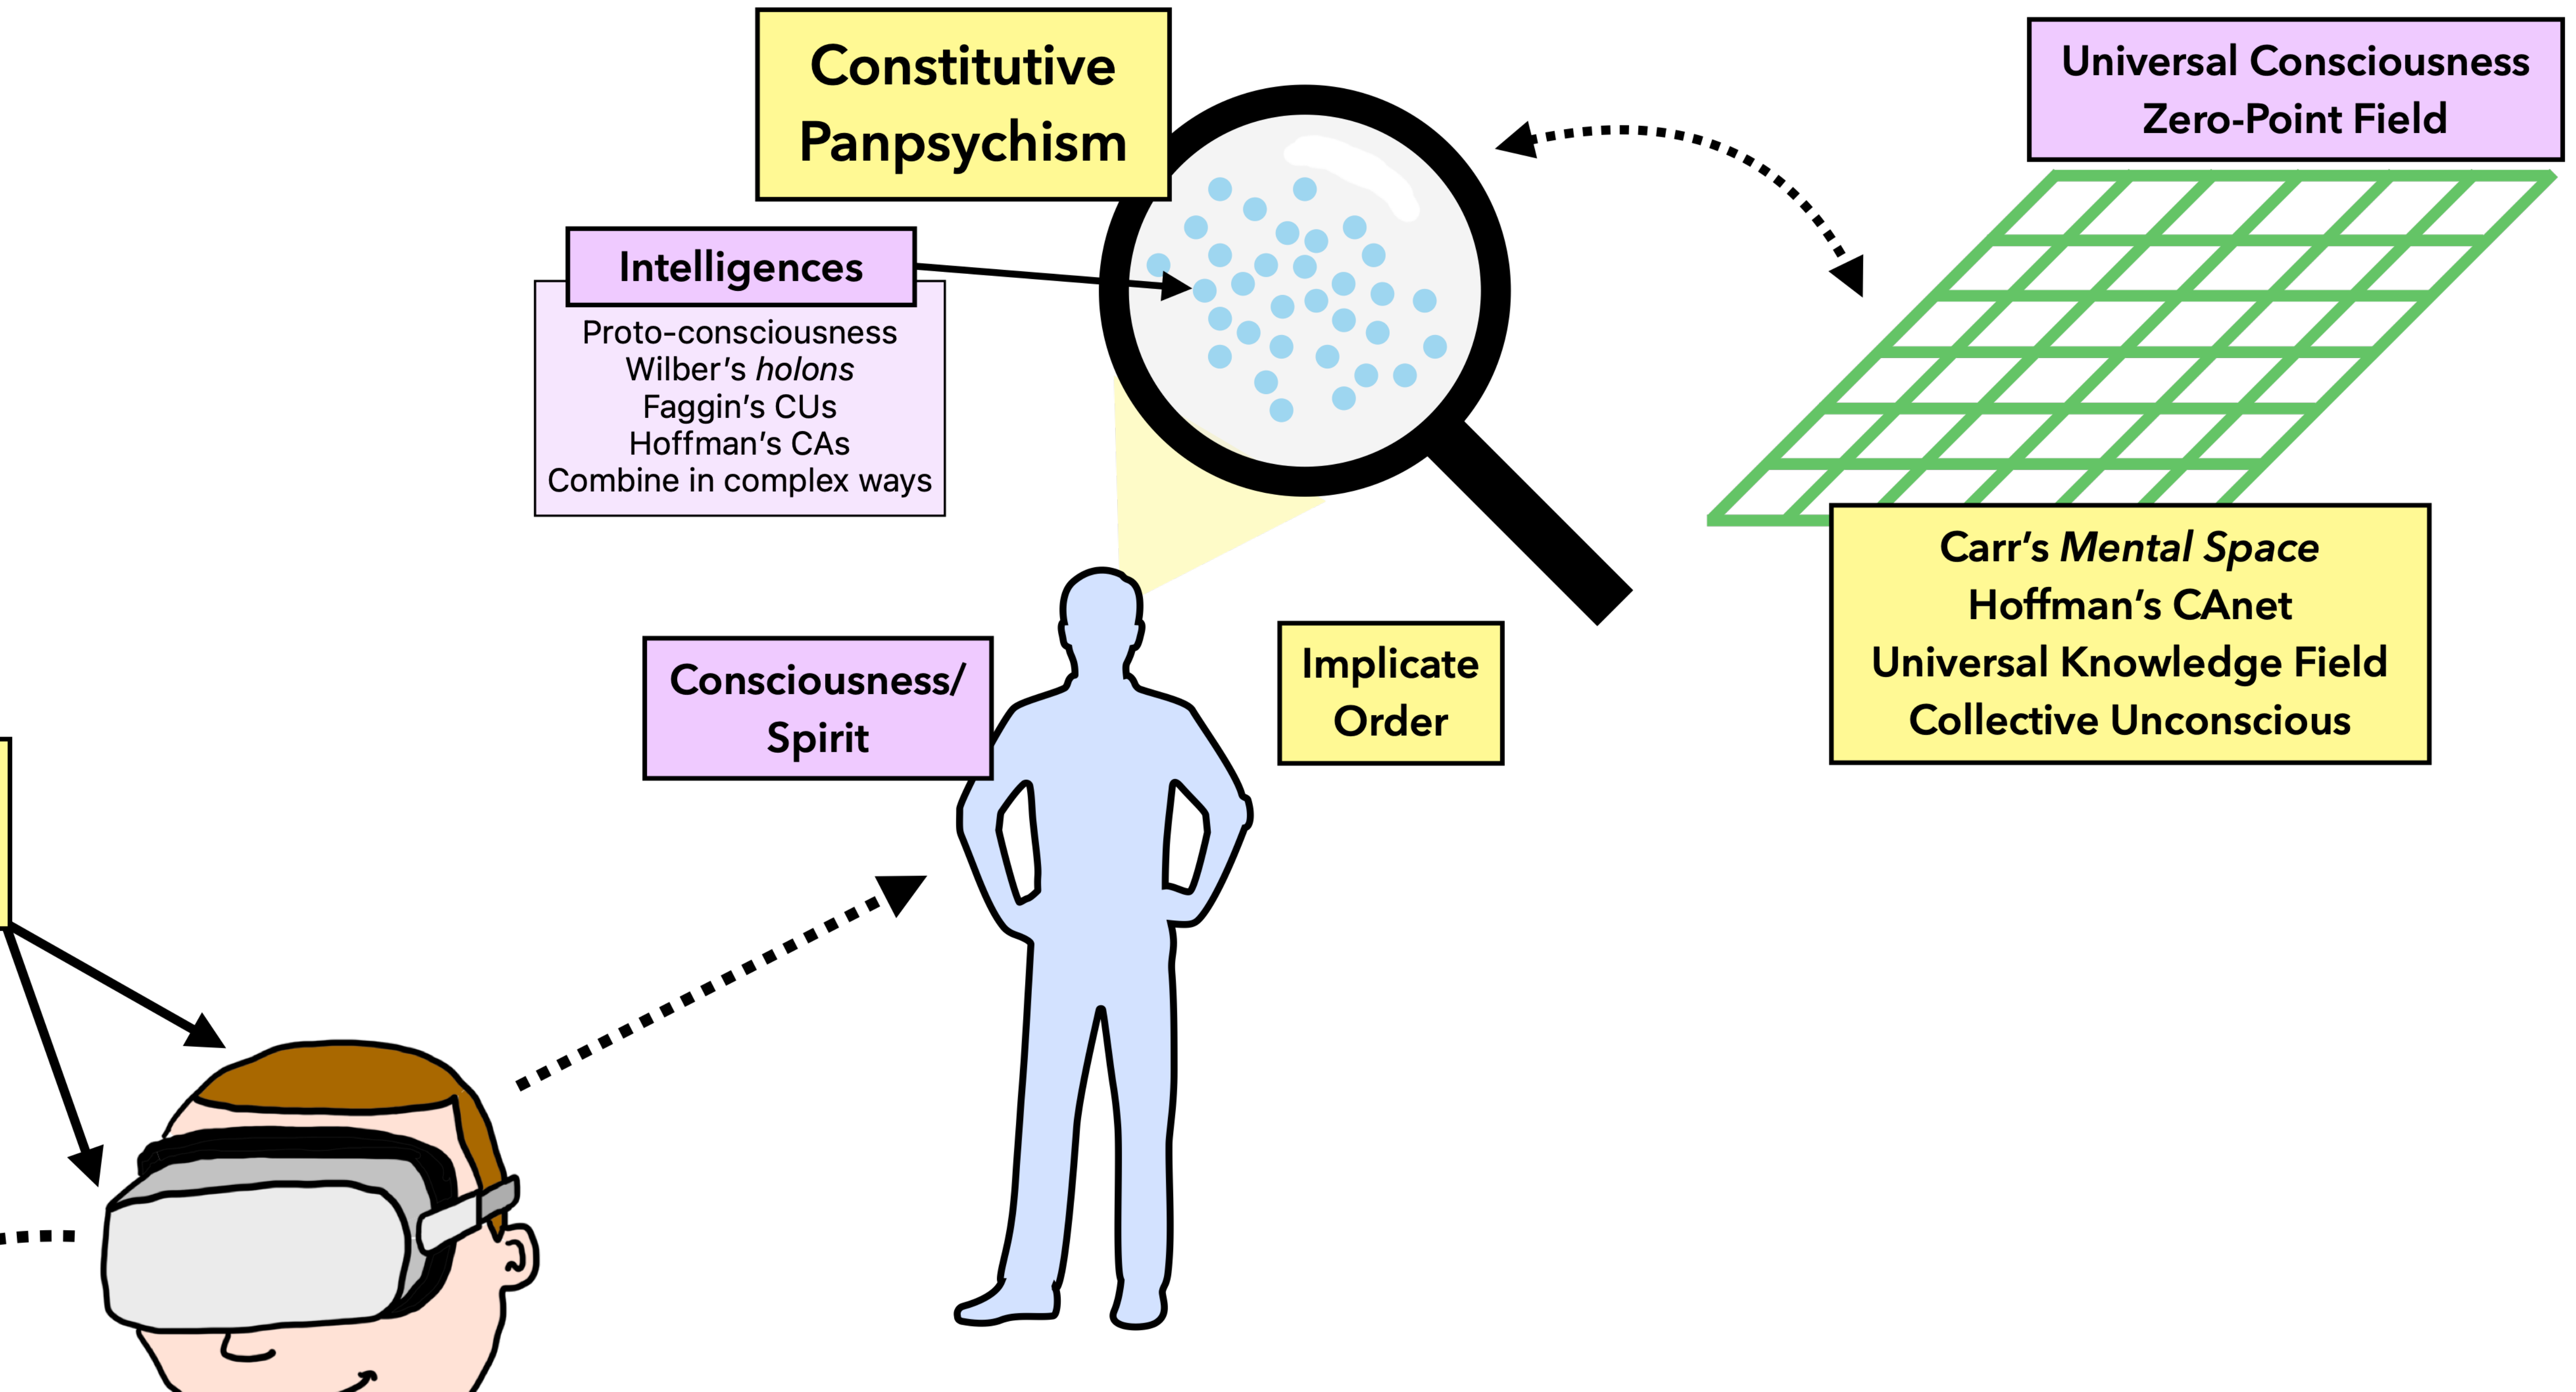 Constitutive
Panpsychism
Universal Consciousness
Zero-Point Field
Intelligences
Proto-consciousness
Wilber’s holons
Faggin’s CUs
Hoffman’s CAs
Combine in complex ways
Carr’s Mental Space
Hoffman’s CAnet
Universal Knowledge Field
Collective Unconscious
Consciousness/
Spirit
Implicate
Order